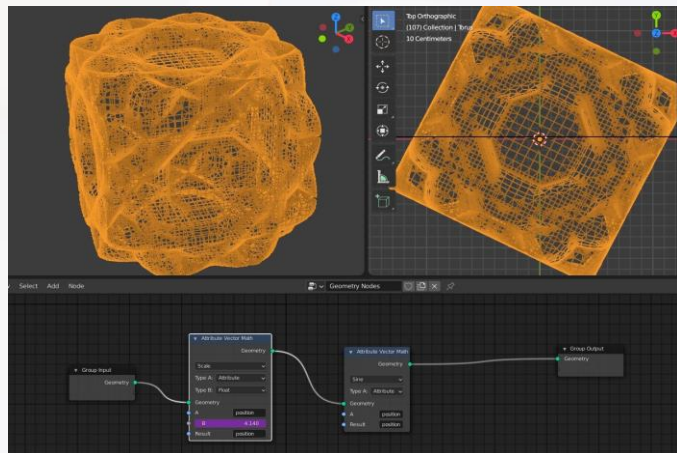 Top Orthographic
(107) Collection | Torus
10 Centimeters
Select Add Node
Geometry Nodes
Group Input
Geometry
Attribute Vector Math
Geometry
Scale
Type A: Attribute
Type B: Float
Geometry
A position
B 4.140
Result position
Attribute Vector Math
Geometry
Sine
Type A: Attribute
Geometry
A position
Result position
Group Output
Geometry